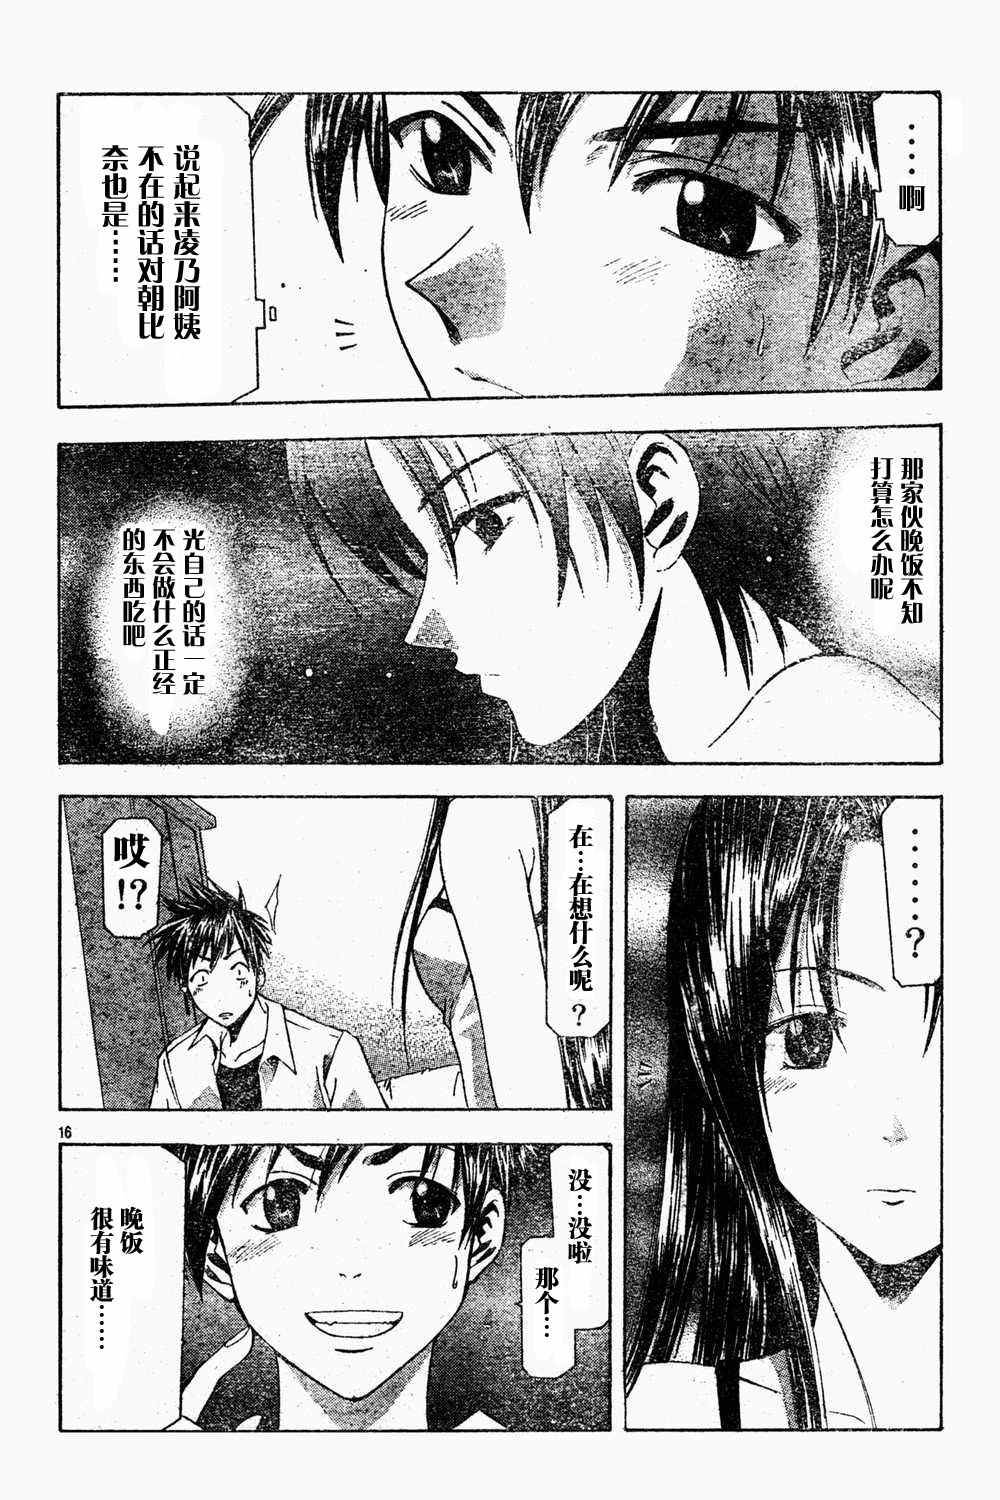 ‥‥啊
说起来凌乃阿姨
不在的话对朝比
奈也是……
那家伙晚饭不知
打算怎么办呢
光自己的话一定
不会做什么正经
的东西吃吧
……？
在…在想什么呢？
哎!?
没…没啦
那个…
晚饭
很有味道……
16